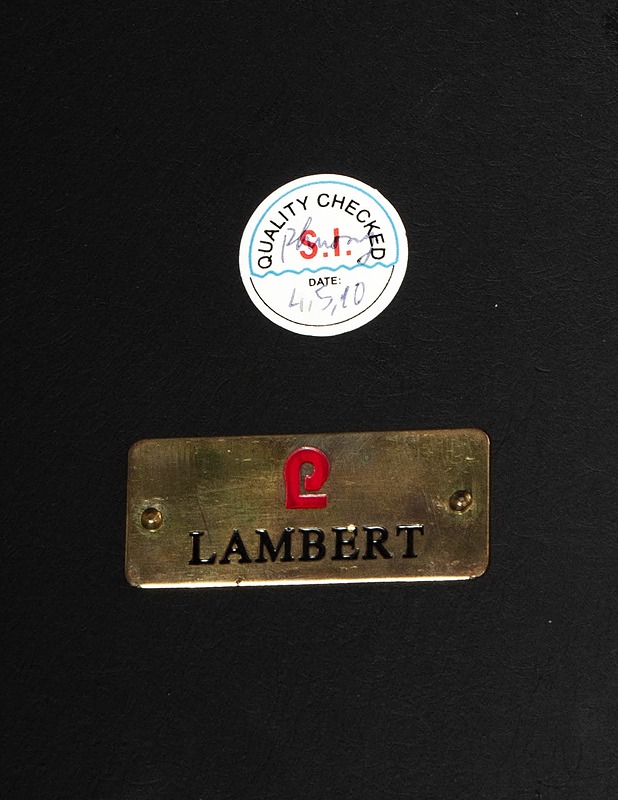 QUALITY CHECKED
S.I.
DATE:
4,5,10
LAMBERT